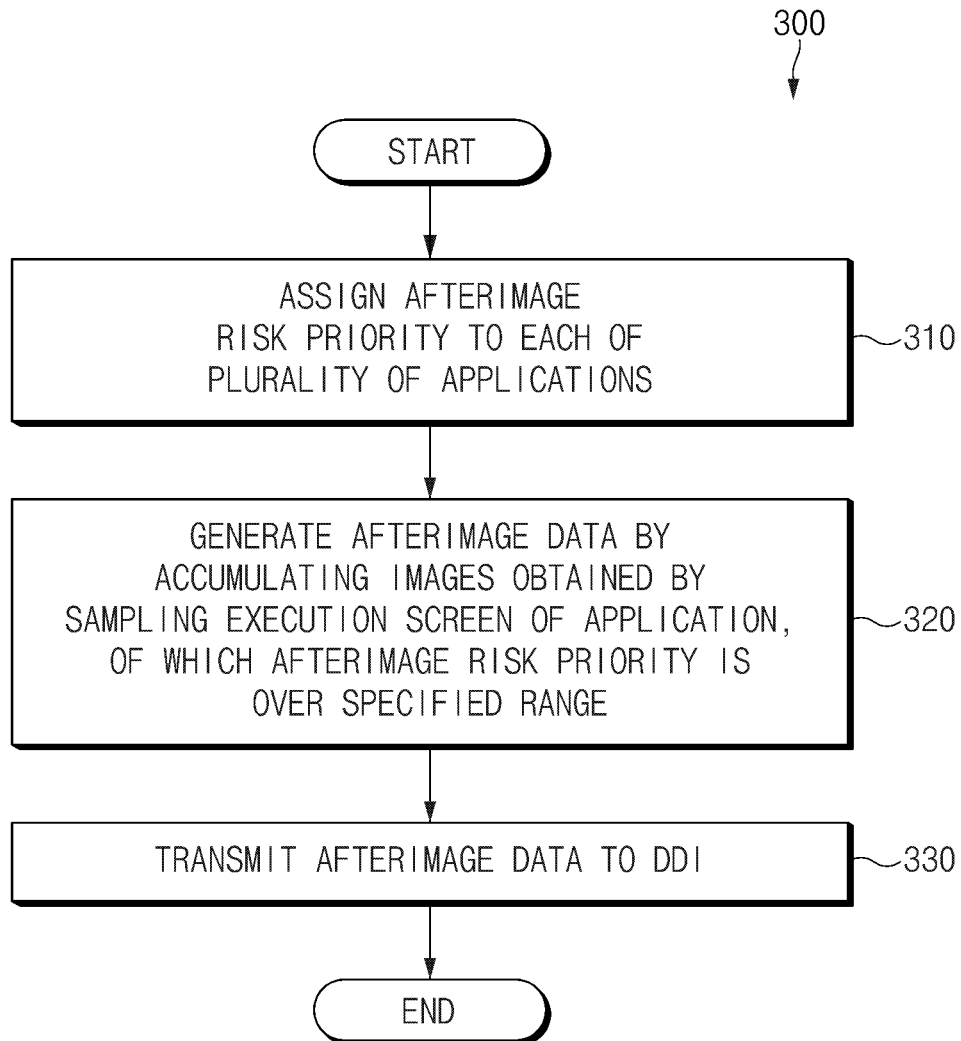 300
START
ASSIGN AFTERIMAGE
RISK PRIORITY TO EACH OF
PLURALITY OF APPLICATIONS
310
GENERATE AFTERIMAGE DATA BY
ACCUMULATING IMAGES OBTAINED BY
SAMPLING EXECUTION SCREEN OF APPLICATION,
OF WHICH AFTERIMAGE RISK PRIORITY IS
OVER SPECIFIED RANGE
320
TRANSMIT AFTERIMAGE DATA TO DDI
330
END